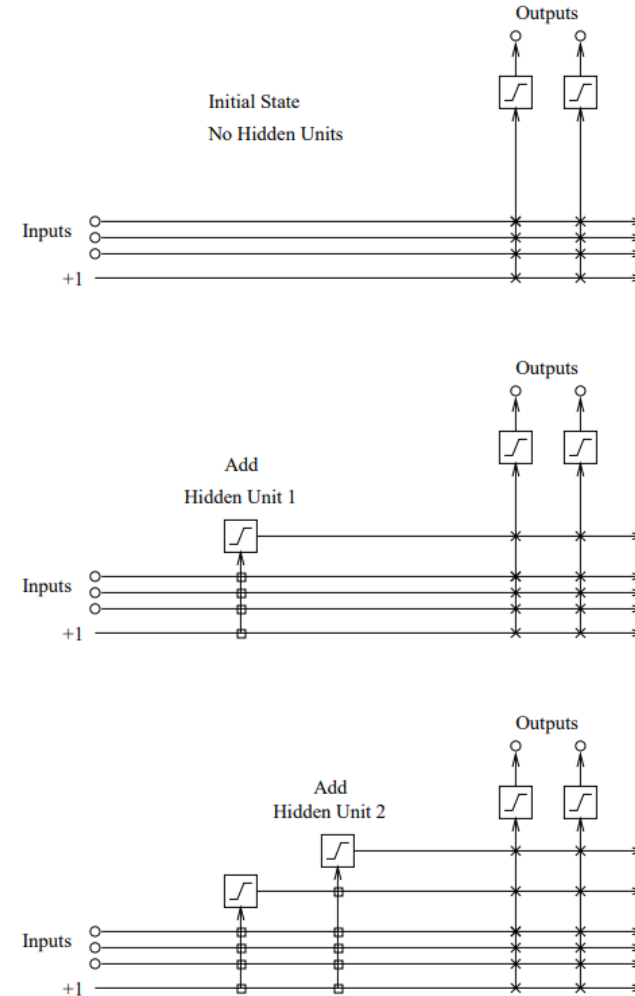 Outputs
Initial State
No Hidden Units
Inputs
+1
Outputs
Add
Hidden Unit 1
Inputs
+1
Outputs
Add
Hidden Unit 2
Inputs
+1